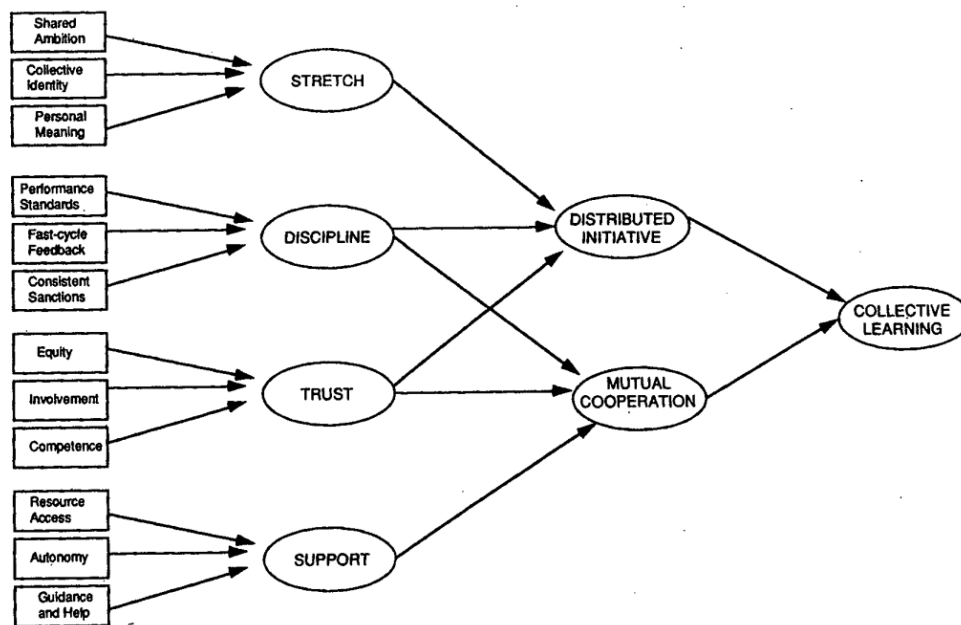 Shared
Ambition
Collective
Identity
Personal
Meaning
STRETCH
Performance
Standards
Fast-cycle
Feedback
Consistent
Sanctions
DISCIPLINE
Equity
Involvement
Competence
TRUST
Resource
Access
Autonomy
Guidance
and Help
SUPPORT
DISTRIBUTED
INITIATIVE
MUTUAL
COOPERATION
COLLECTIVE
LEARNING